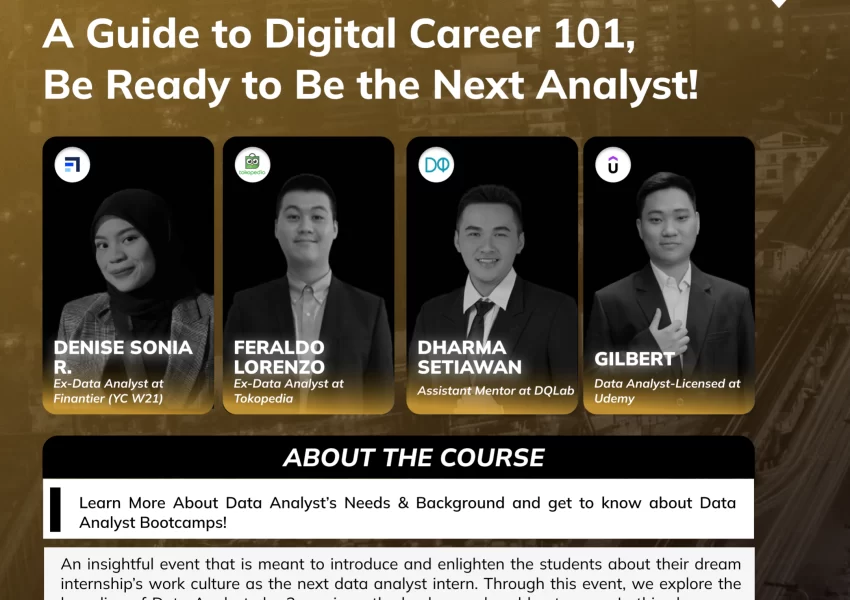 A Guide to Digital Career 101,
Be Ready to Be the Next Analyst!
tokopedia
DQ
u
DENISE SONIA
R.
Ex-Data Analyst at
Finantier (YC W21)
FERALDO
LORENZO
Ex-Data Analyst at
Tokopedia
DHARMA
SETIAWAN
Assistant Mentor at DQLab
GILBERT
Data Analyst-Licensed at
Udemy
ABOUT THE COURSE
Learn More About Data Analyst's Needs & Background and get to know about Data
Analyst Bootcamps!
An insightful event that is meant to introduce and enlighten the students about their dream
internship's work culture as the next data analyst intern. Through this event, we explore the